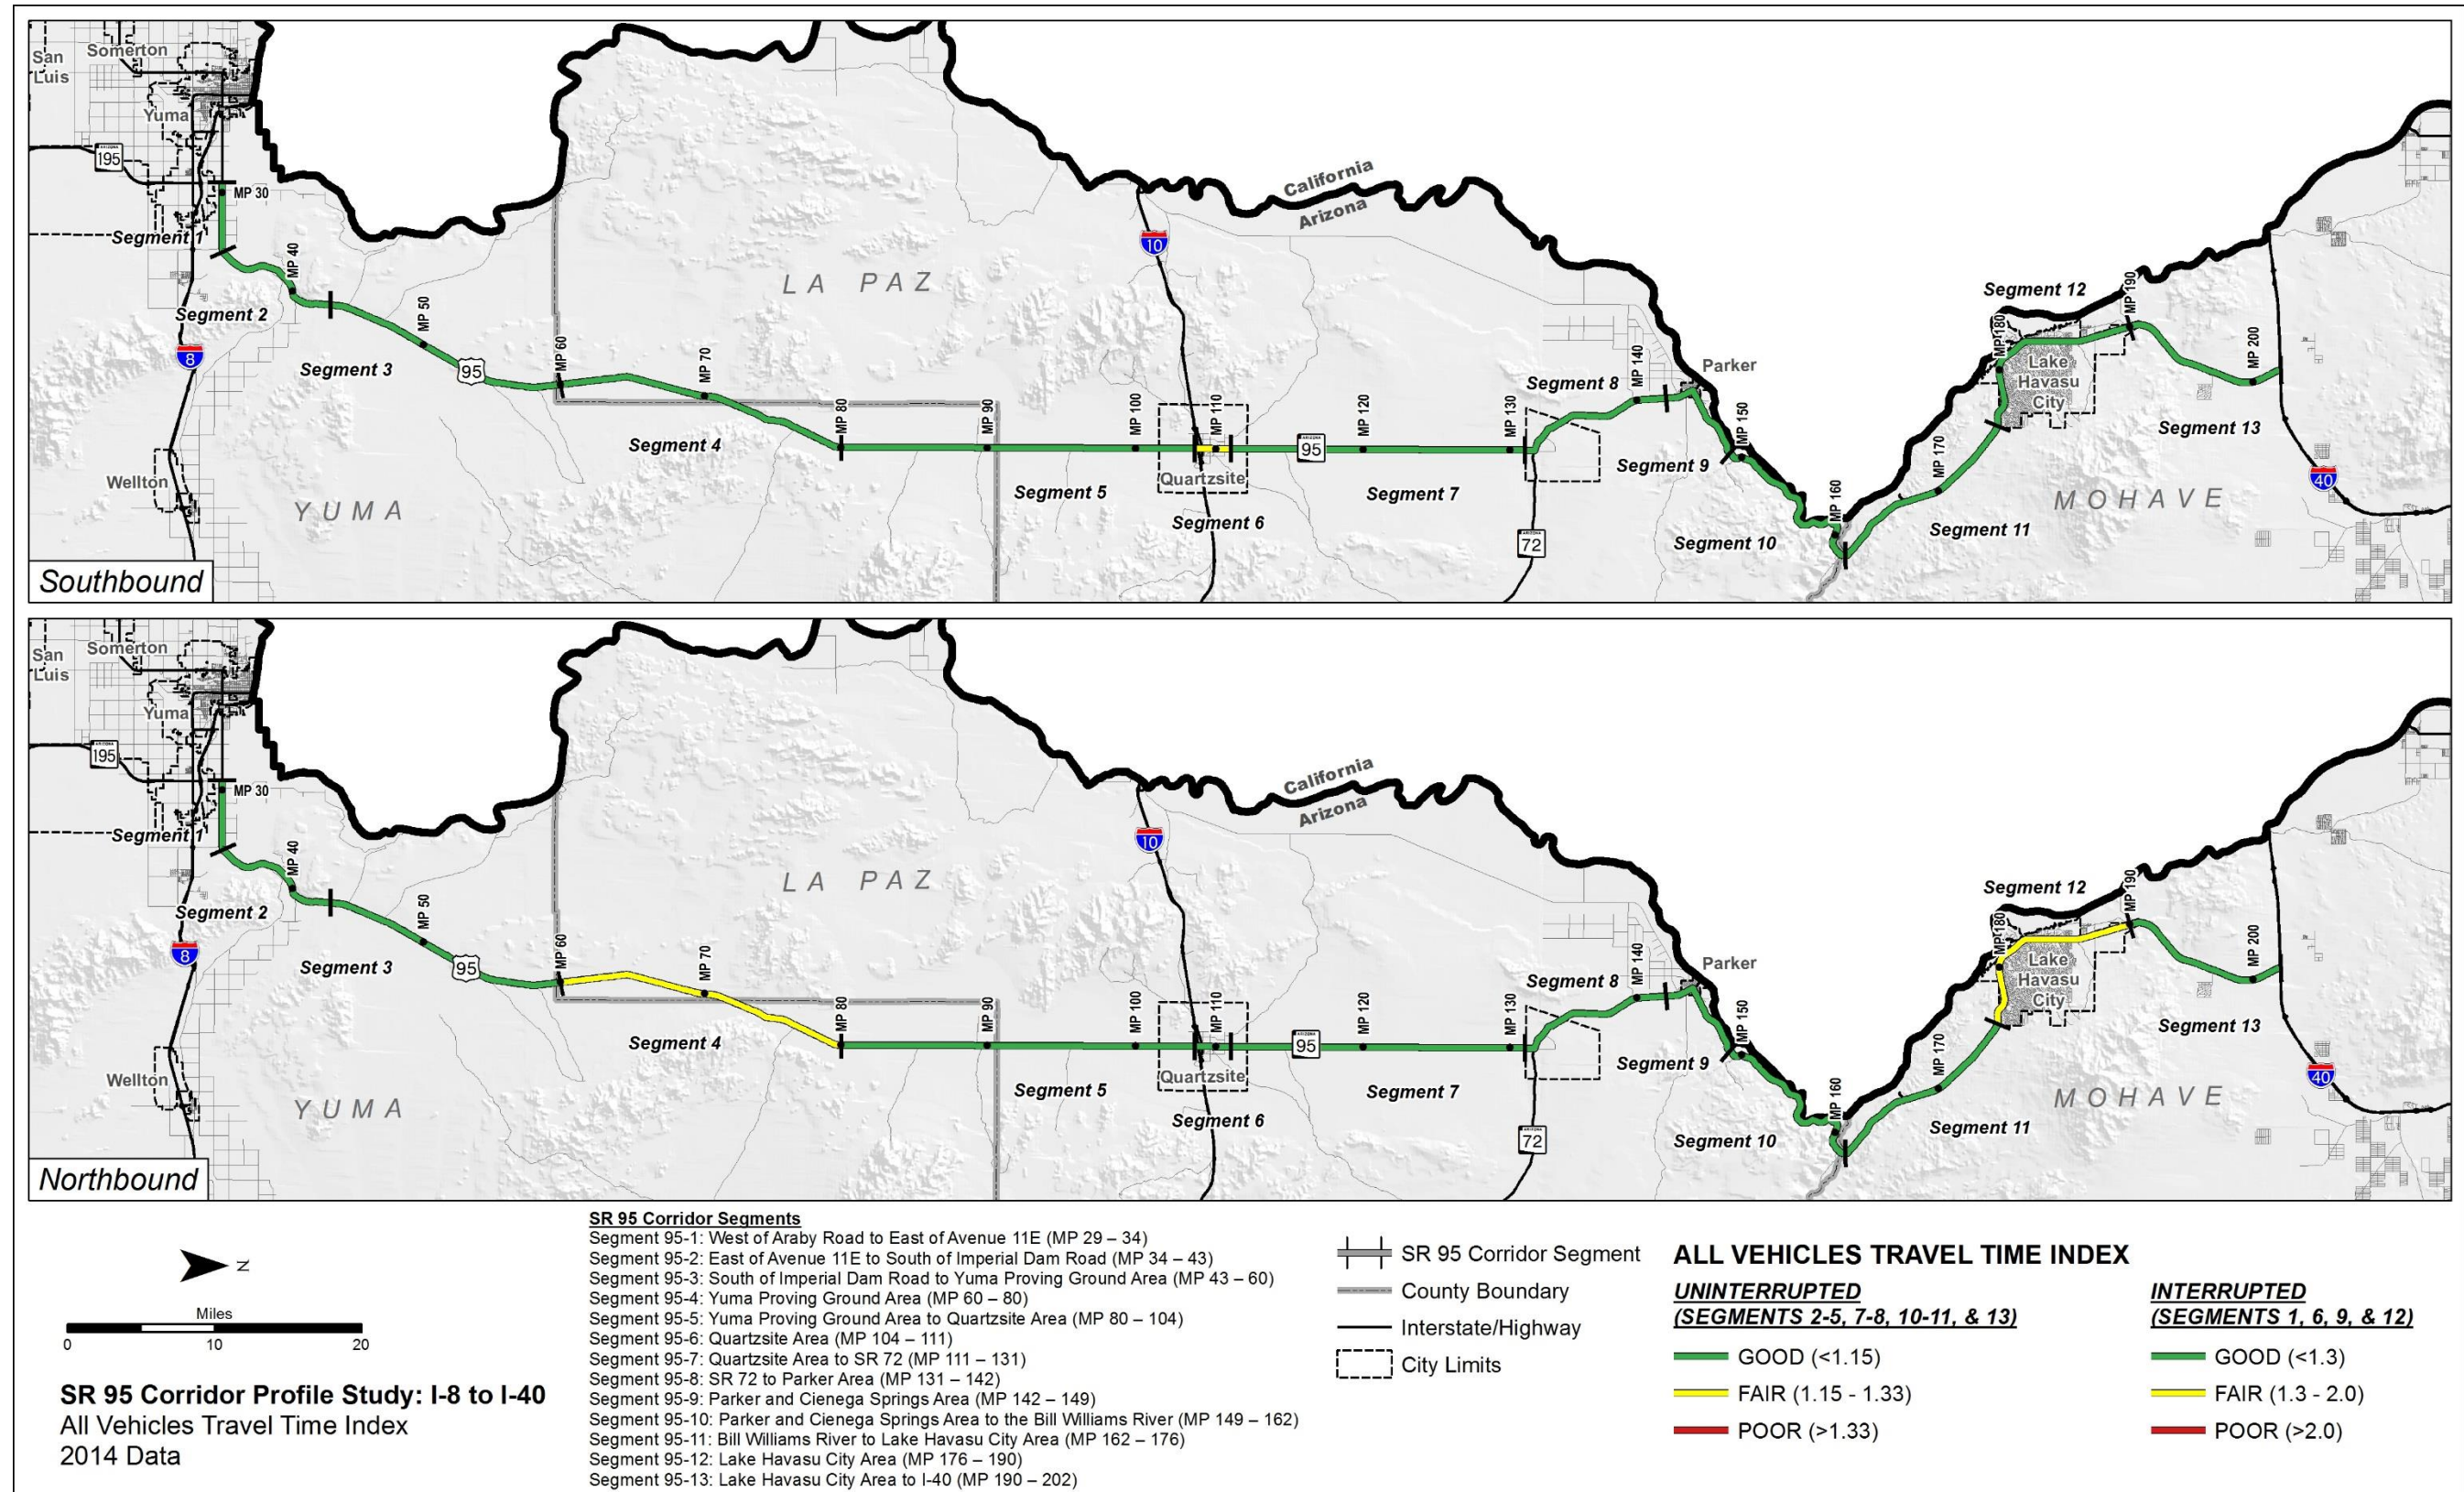 San
Luis
Somerton
Yuma
ARIZONA
195
MP 30
Segment 1
MP 40
Segment 2
8
Segment 3
MP 50
95
MP 60
Wellton
YUMA
LA PAZ
MP 70
Segment 4
MP 80
MP 90
Segment 5
MP 100
10
MP 110
Quartzsite
Segment 6
California
Arizona
ARIZONA
95
MP 120
Segment 7
MP 130
ARIZONA
72
Segment 8
MP 140
Parker
Segment 9
MP 150
Segment 10
MP 160
MP 170
Segment 11
Segment 12
MP 180
MP 190
Lake
Havasu
City
MP 200
Segment 13
MOHAVE
40
Southbound
San
Luis
Somerton
Yuma
ARIZONA
195
MP 30
Segment 1
MP 40
Segment 2
8
Segment 3
MP 50
95
MP 60
Wellton
YUMA
LA PAZ
MP 70
Segment 4
MP 80
MP 90
Segment 5
MP 100
10
MP 110
Quartzsite
Segment 6
California
Arizona
ARIZONA
95
MP 120
Segment 7
MP 130
ARIZONA
72
Segment 8
MP 140
Parker
Segment 9
MP 150
Segment 10
MP 160
MP 170
Segment 11
Segment 12
MP 180
MP 190
Lake
Havasu
City
MP 200
Segment 13
MOHAVE
40
Northbound
N
Miles
0 10 20
SR 95 Corridor Profile Study: I-8 to I-40
All Vehicles Travel Time Index
2014 Data
SR 95 Corridor Segments
Segment 95-1: West of Araby Road to East of Avenue 11E (MP 29 – 34)
Segment 95-2: East of Avenue 11E to South of Imperial Dam Road (MP 34 – 43)
Segment 95-3: South of Imperial Dam Road to Yuma Proving Ground Area (MP 43 – 60)
Segment 95-4: Yuma Proving Ground Area (MP 60 – 80)
Segment 95-5: Yuma Proving Ground Area to Quartzsite Area (MP 80 – 104)
Segment 95-6: Quartzsite Area (MP 104 – 111)
Segment 95-7: Quartzsite Area to SR 72 (MP 111 – 131)
Segment 95-8: SR 72 to Parker Area (MP 131 – 142)
Segment 95-9: Parker and Cienega Springs Area (MP 142 – 149)
Segment 95-10: Parker and Cienega Springs Area to the Bill Williams River (MP 149 – 162)
Segment 95-11: Bill Williams River to Lake Havasu City Area (MP 162 – 176)
Segment 95-12: Lake Havasu City Area (MP 176 – 190)
Segment 95-13: Lake Havasu City Area to I-40 (MP 190 – 202)
SR 95 Corridor Segment
County Boundary
Interstate/Highway
City Limits
ALL VEHICLES TRAVEL TIME INDEX
UNINTERRUPTED
(SEGMENTS 2-5, 7-8, 10-11, & 13)
GOOD (<1.15)
FAIR (1.15 - 1.33)
POOR (>1.33)
INTERRUPTED
(SEGMENTS 1, 6, 9, & 12)
GOOD (<1.3)
FAIR (1.3 - 2.0)
POOR (>2.0)